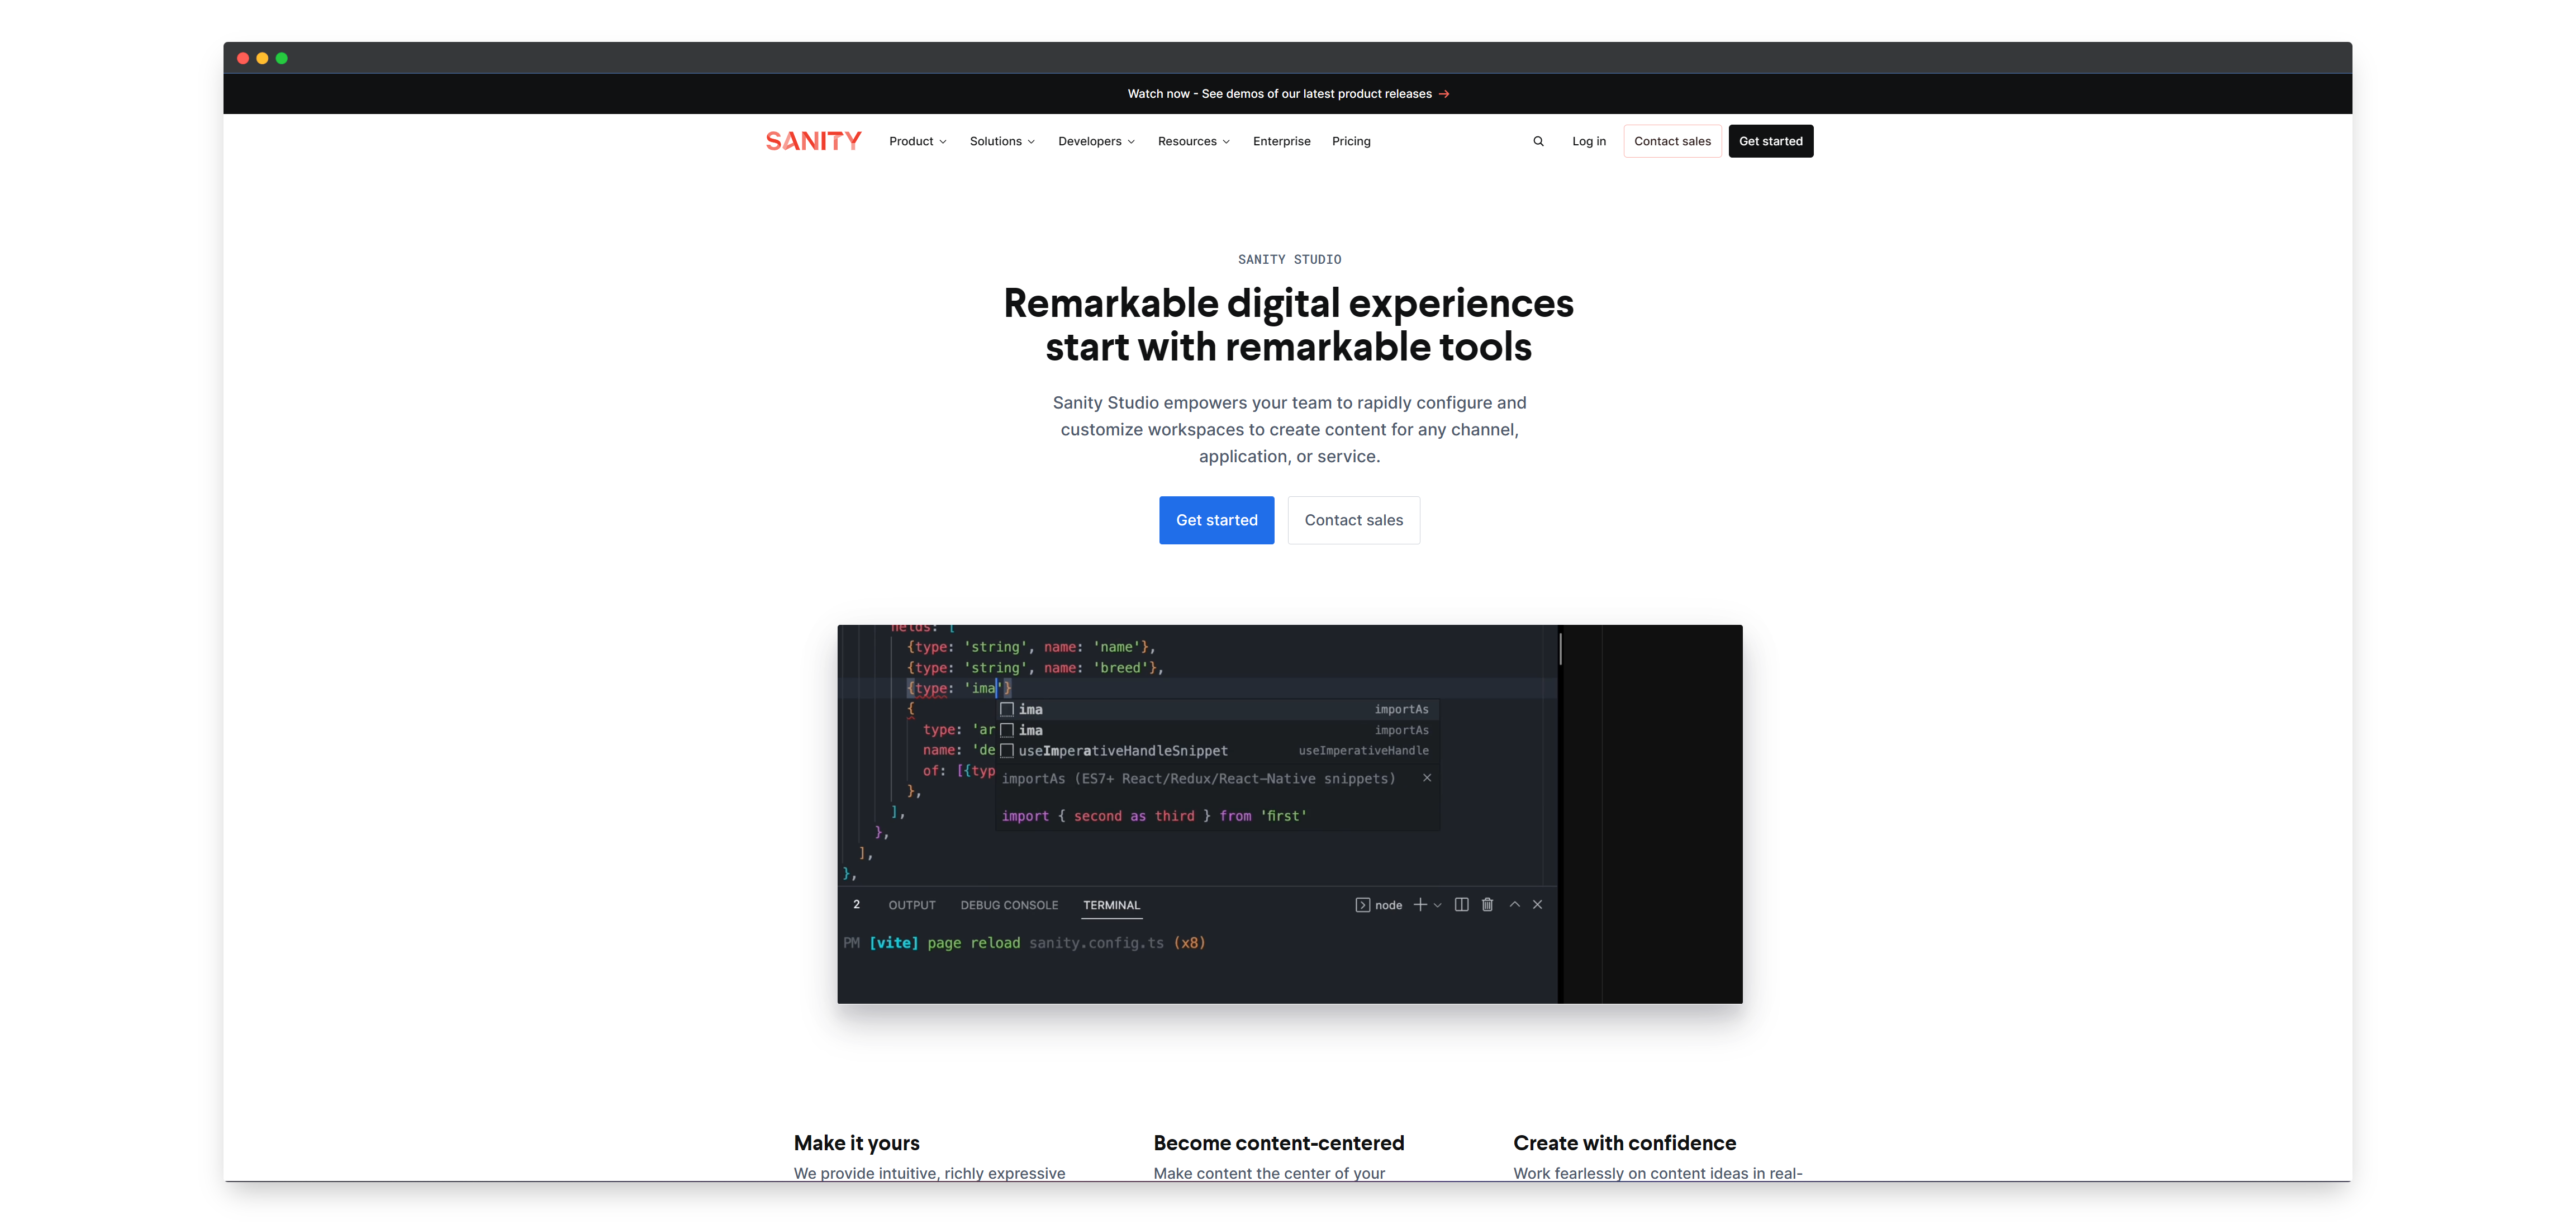 Watch now - See demos of our latest product releases →
SANITY
Product
Solutions
Developers
Resources
Enterprise
Pricing
Log in
Contact sales
Get started
SANITY STUDIO
Remarkable digital experiences
start with remarkable tools
Sanity Studio empowers your team to rapidly configure and
customize workspaces to create content for any channel,
application, or service.
Get started
Contact sales
fields: [
{type: 'string', name: 'name'},
{type: 'string', name: 'breed'},
{type: 'ima'}
{
ima importAs
type: 'ar
ima importAs
name: 'de
useImperativeHandleSnippet useImperativeHandle
of: [{typ
importAs (ES7+ React/Redux/React-Native snippets)
},
import { second as third } from 'first'
],
},
],
},
2 OUTPUT DEBUG CONSOLE TERMINAL node
PM [vite] page reload sanity.config.ts (x8)
Make it yours
We provide intuitive, richly expressive
Become content-centered
Make content the center of your
Create with confidence
Work fearlessly on content ideas in real-